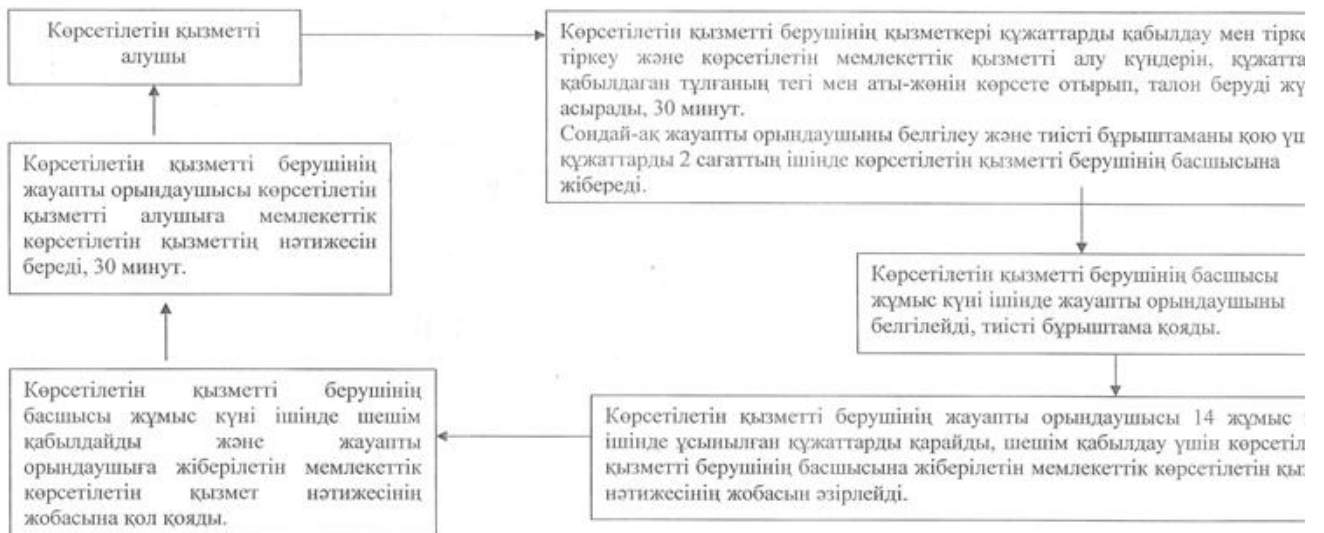 Көрсетілетін қызметті
алушы
Көрсетілетін қызметті берушінің қызметкері құжаттарды қабылдау мен
тіркеу және көрсетілетін мемлекеттік қызметті алу күндерін,
қабылдаған тұлғаның тегі мен аты-жөнін көрсете отырып, талон беруді
асырады, 30 минут.
Сондай-ақ жауапты орындаушыны белгілеу және тиісті бұрыштаманы қою
құжаттарды 2 сағаттың ішінде көрсетілетін қызметті берушінің басшысына
жібереді.
Көрсетілетін қызметті берушінің басшысы
жұмыс күні ішінде жауапты орындаушыны
белгілейді, тиісті бұрыштама қояды.
Көрсетілетін қызметті берушінің жауапты орындаушысы 14 жұмыс
ішінде ұсынылған құжаттарды қарайды, шешім қабылдау үшін
қызметті берушінің басшысына жіберілетін мемлекеттік көрсетілетін
нәтижесінің жобасын әзірлейді.
Көрсетілетін қызметті берушінің
басшысы жұмыс күні ішінде шешім
қабылдайды және жауапты
орындаушыға жіберілетін мемлекеттік
көрсетілетін қызмет нәтижесінің
жобасына қол қояды.
Көрсетілетін қызметті берушінің
жауапты орындаушысы көрсетілетін
қызметті алушыға мемлекеттік
көрсетілетін қызметтің нәтижесін
береді, 30 минут.